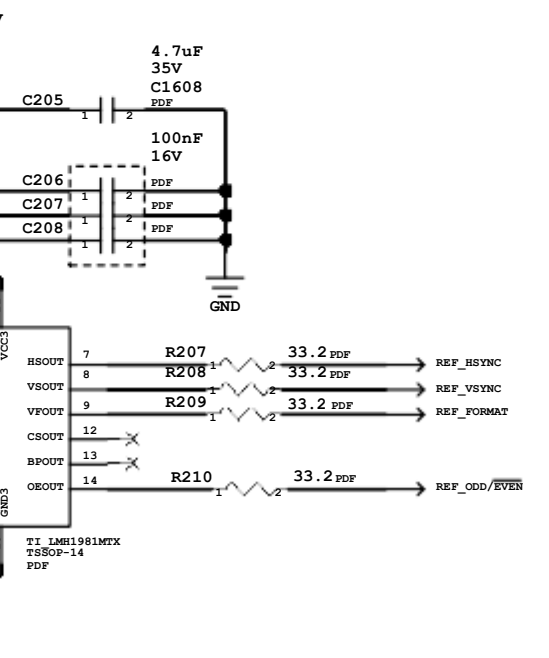 4.7uF
35V
C1608
C205 1 2 PDF
100nF
16V
C206 1 2 PDF
C207 1 2 PDF
C208 1 2 PDF
GND
VCC3
HSOUT 7 R207 1 2 33.2 PDF REF_HSYNC
VSOUT 8 R208 1 2 33.2 PDF REF_VSYNC
VFOUT 9 R209 1 2 33.2 PDF REF_FORMAT
CSOUT 12
BPOUT 13
OEOUT 14 R210 1 2 33.2 PDF REF_ODD/EVEN
GND3
TI_LMH1981MTX
TSSOP-14
PDF